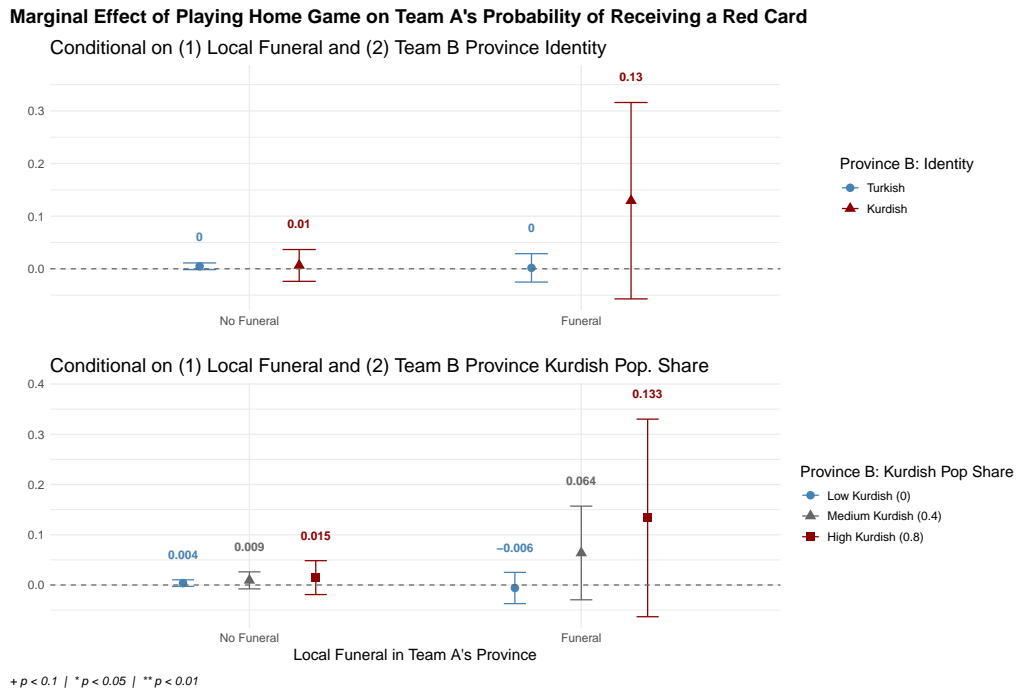 Marginal Effect of Playing Home Game on Team A's Probability of Receiving a Red Card
Conditional on (1) Local Funeral and (2) Team B Province Identity
0.13
0.3
0.2
0.1
0.0
0
0.01
0
No Funeral
Funeral
Province B: Identity
Turkish
Kurdish
Conditional on (1) Local Funeral and (2) Team B Province Kurdish Pop. Share
0.4
0.3
0.2
0.1
0.0
0.004
0.009
0.015
−0.006
0.064
0.133
No Funeral
Funeral
Local Funeral in Team A's Province
Province B: Kurdish Pop Share
Low Kurdish (0)
Medium Kurdish (0.4)
High Kurdish (0.8)
+ p < 0.1 | * p < 0.05 | ** p < 0.01